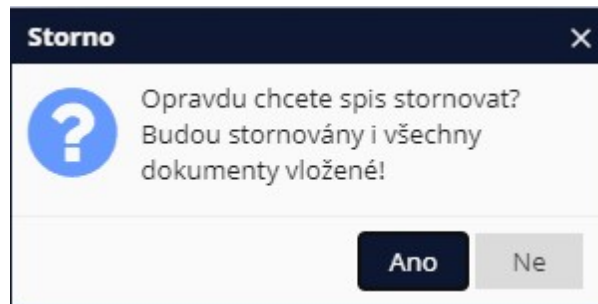 Storno
Opravdu chcete spis stornovat?
Budou stornovány i všechny
dokumenty vložené!
Ano
Ne